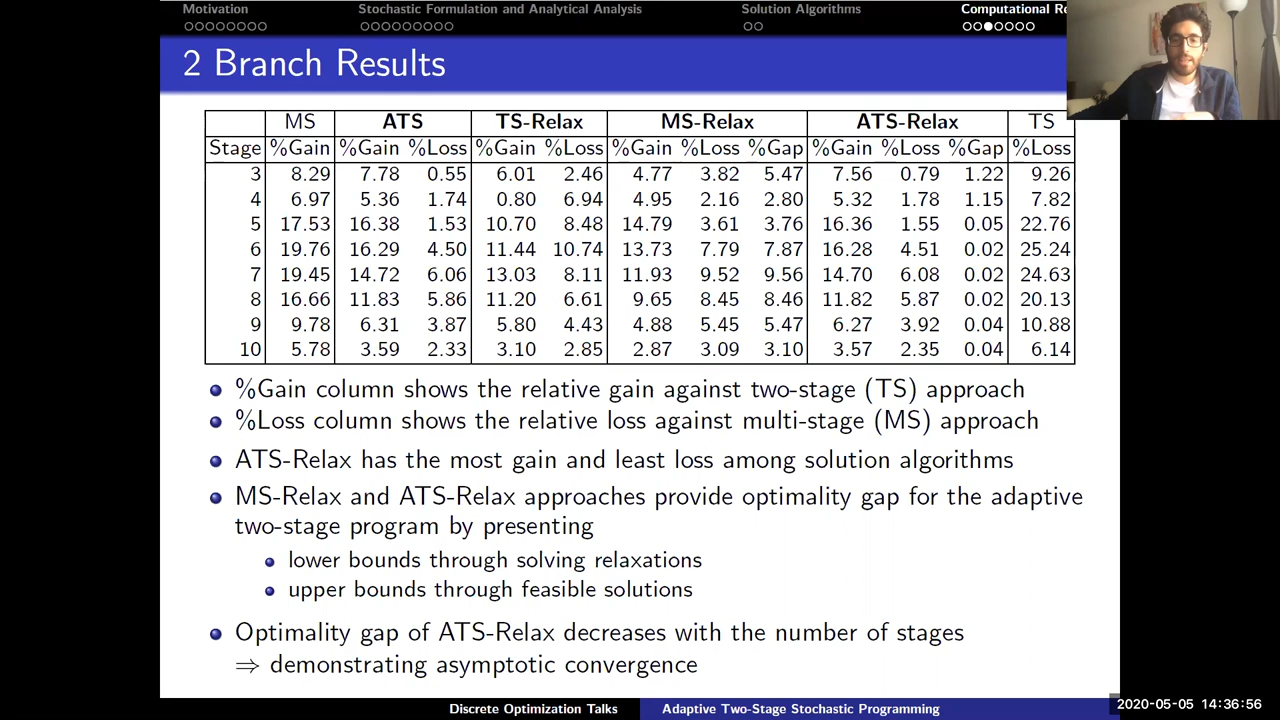 Motivation Stochastic Formulation and Analytical Analysis Solution Algorithms Computational Re
2 Branch Results
MS ATS TS-Relax MS-Relax ATS-Relax TS
Stage %Gain %Gain %Loss %Gain %Loss %Gain %Loss %Gap %Gain %Loss %Gap %Loss
3 8.29 7.78 0.55 6.01 2.46 4.77 3.82 5.47 7.56 0.79 1.22 9.26
4 6.97 5.36 1.74 0.80 6.94 4.95 2.16 2.80 5.32 1.78 1.15 7.82
5 17.53 16.38 1.53 10.70 8.48 14.79 3.61 3.76 16.36 1.55 0.05 22.76
6 19.76 16.29 4.50 11.44 10.74 13.73 7.79 7.87 16.28 4.51 0.02 25.24
7 19.45 14.72 6.06 13.03 8.11 11.93 9.52 9.56 14.70 6.08 0.02 24.63
8 16.66 11.83 5.86 11.20 6.61 9.65 8.45 8.46 11.82 5.87 0.02 20.13
9 9.78 6.31 3.87 5.80 4.43 4.88 5.45 5.47 6.27 3.92 0.04 10.88
10 5.78 3.59 2.33 3.10 2.85 2.87 3.09 3.10 3.57 2.35 0.04 6.14
%Gain column shows the relative gain against two-stage (TS) approach
%Loss column shows the relative loss against multi-stage (MS) approach
ATS-Relax has the most gain and least loss among solution algorithms
MS-Relax and ATS-Relax approaches provide optimality gap for the adaptive
two-stage program by presenting
lower bounds through solving relaxations
upper bounds through feasible solutions
Optimality gap of ATS-Relax decreases with the number of stages
⇒ demonstrating asymptotic convergence
Discrete Optimization Talks Adaptive Two-Stage Stochastic Programming
2020-05-05 14:36:56